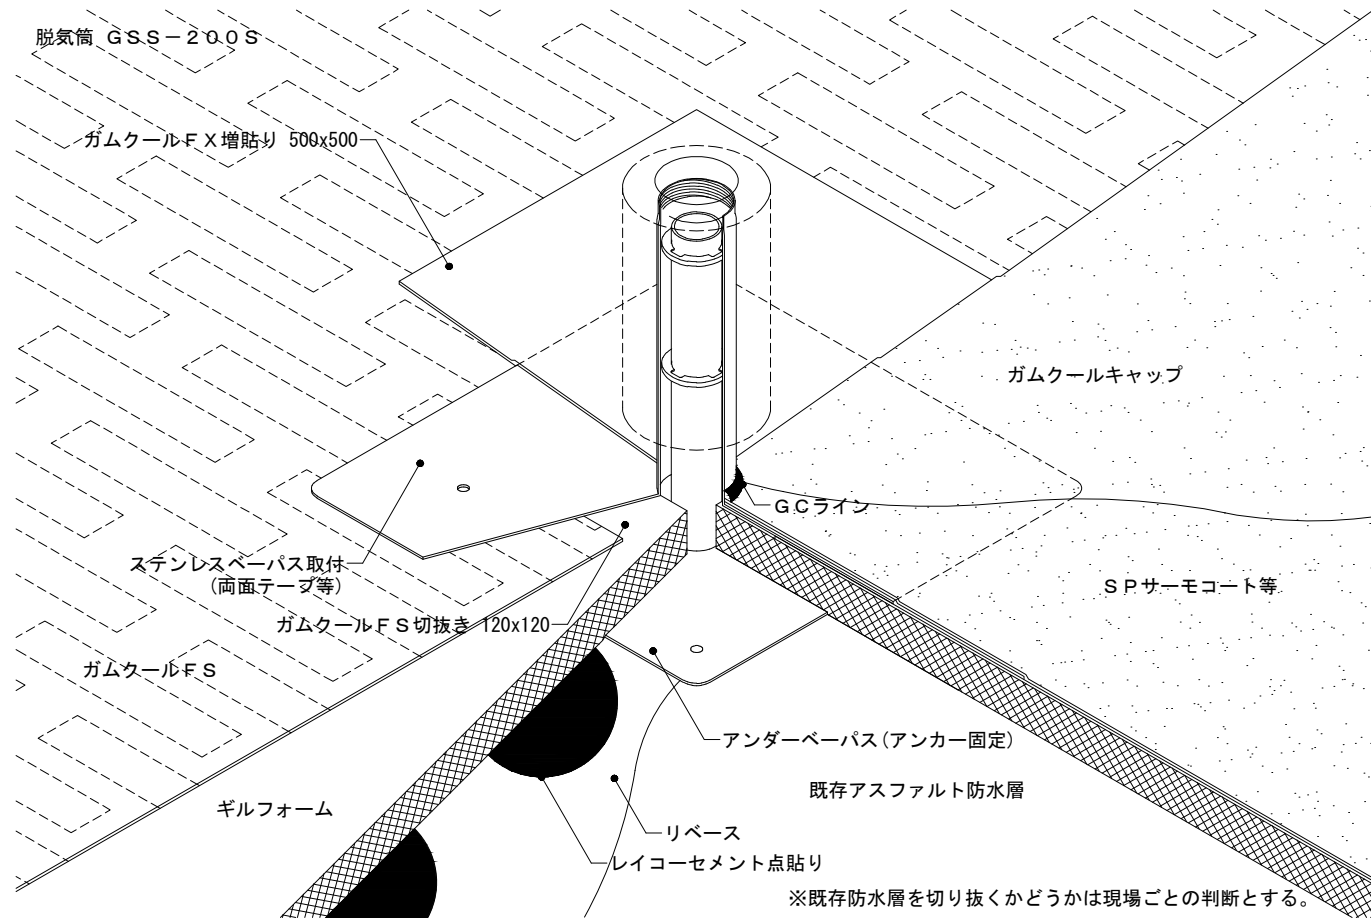 脱気筒 GSS-200S
ガムクールFX増貼り 500x500
ガムクールキャップ
GCライン
ステンレスベーパス取付
(両面テープ等)
SPサーモコート等
ガムクールFS切抜き 120x120
ガムクールFS
アンダーベーパス(アンカー固定)
既存アスファルト防水層
ギルフォーム
リベース
レイコーセメント点貼り
※既存防水層を切り抜くかどうかは現場ごとの判断とする。